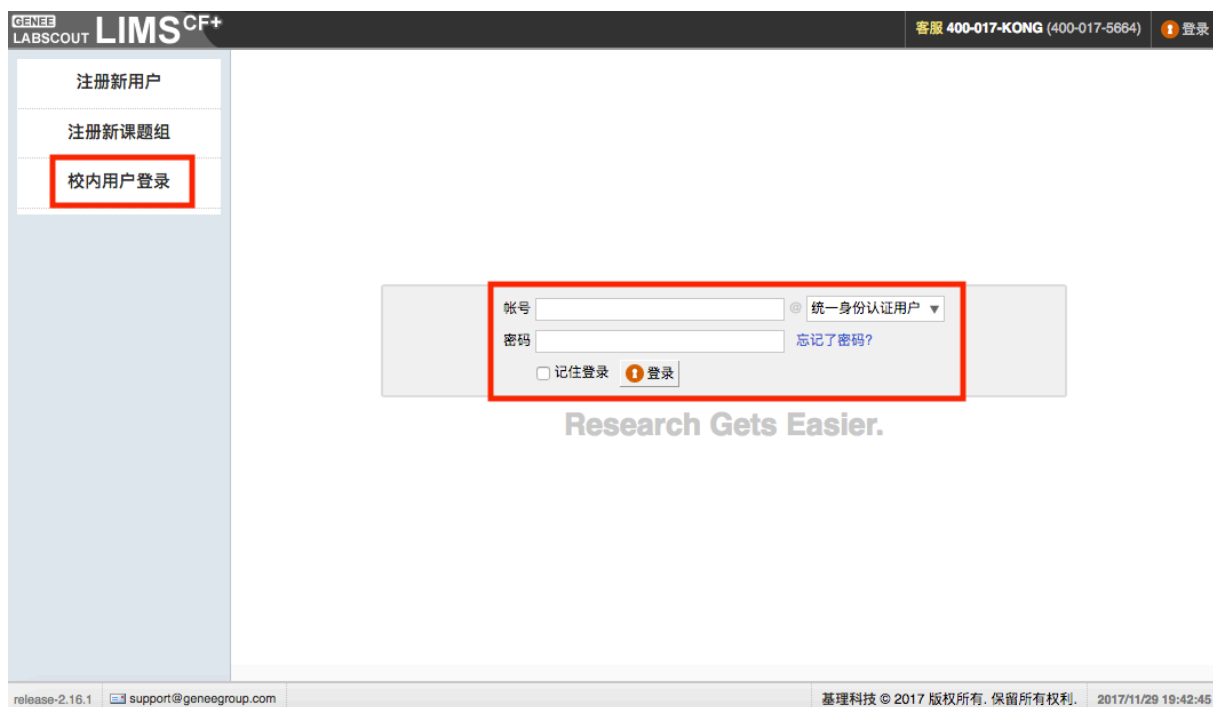 GENEE
LABSCOUT LIMS CF+
客服 400-017-KONG (400-017-5664) 登录
注册新用户
注册新课题组
校内用户登录
帐号 @ 统一身份认证用户
密码 忘记了密码?
记住登录 登录
Research Gets Easier.
release-2.16.1 support@geneegroup.com 基理科技 © 2017 版权所有. 保留所有权利. 2017/11/29 19:42:45